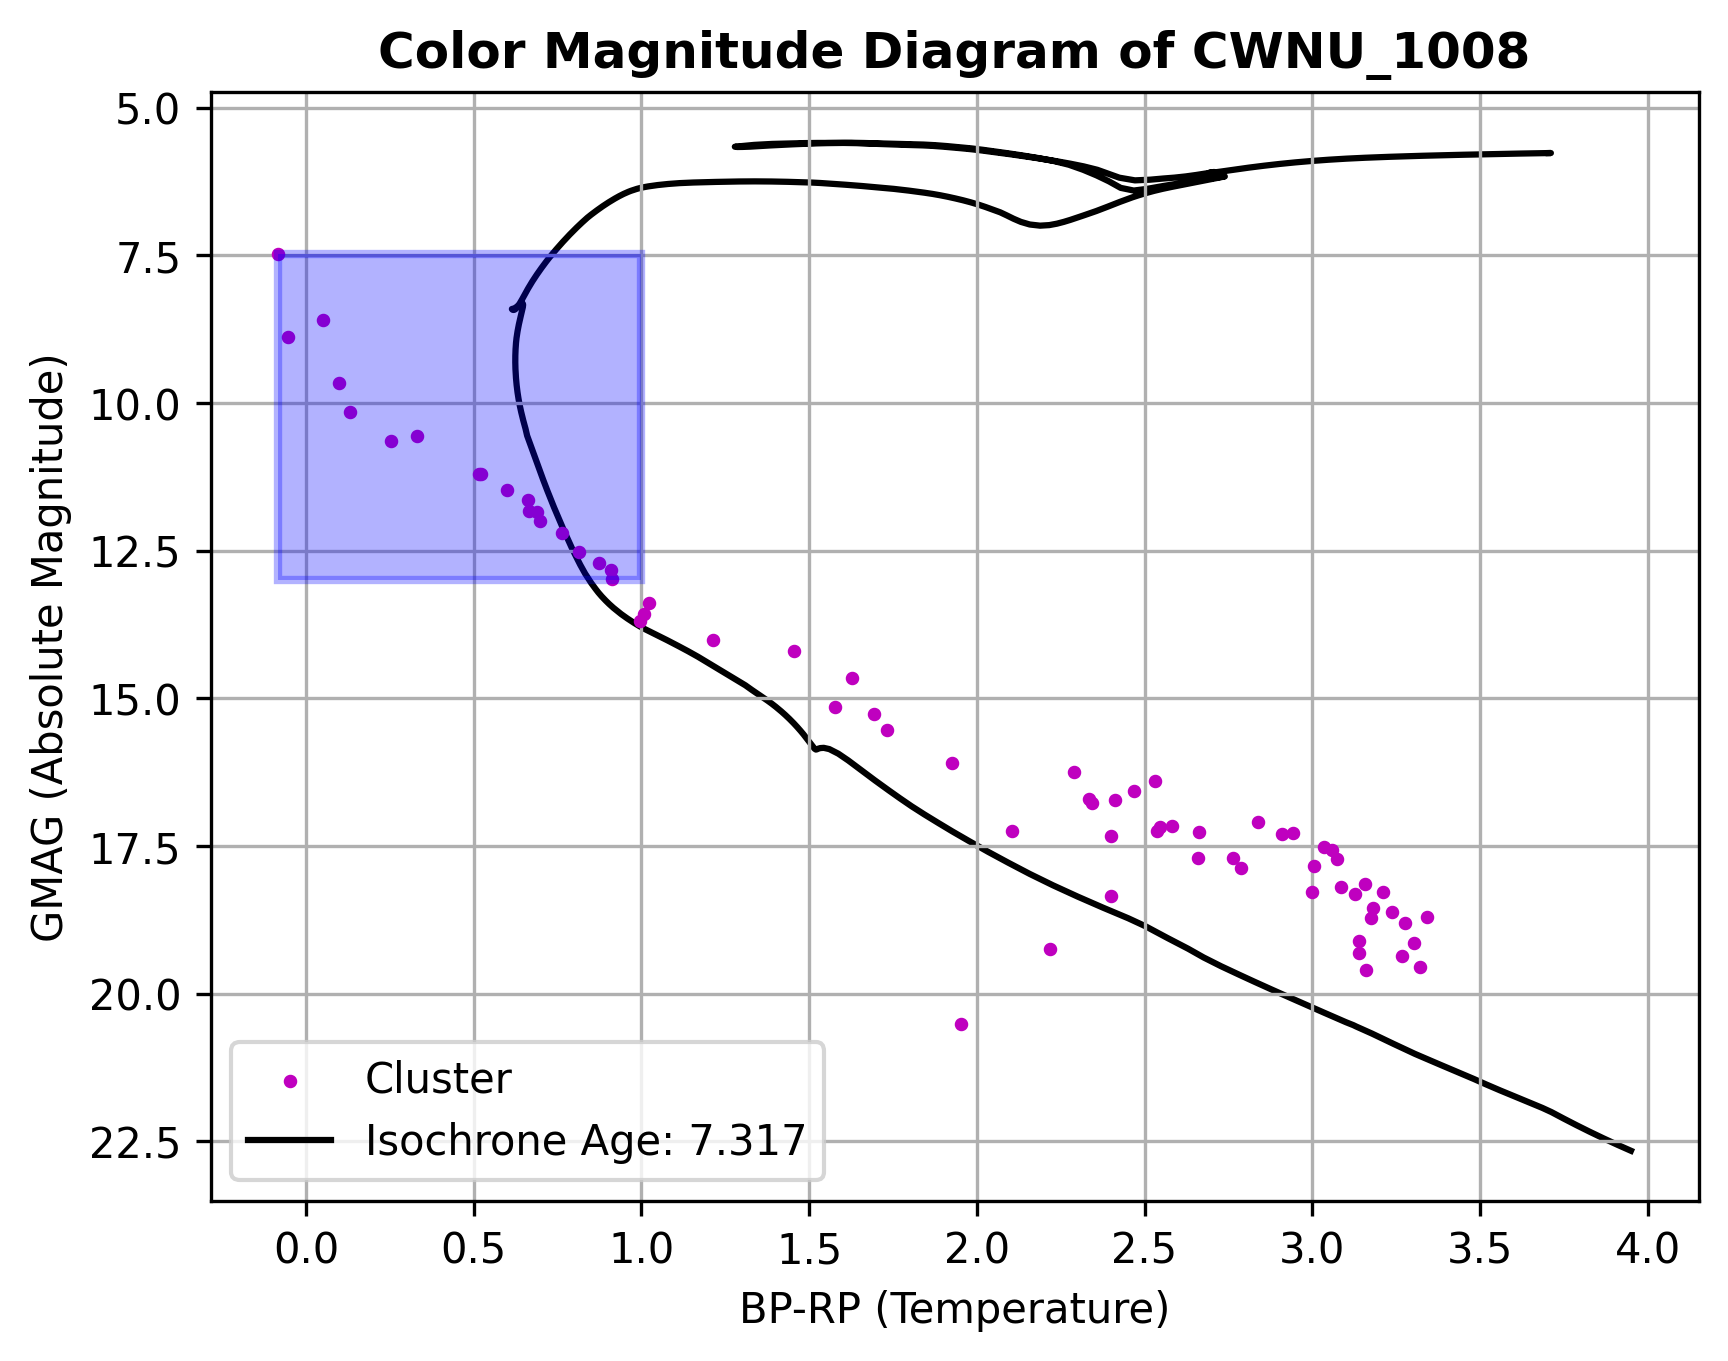 Color Magnitude Diagram of CWNU_1008
GMAG (Absolute Magnitude)
5.0
7.5
10.0
12.5
15.0
17.5
20.0
22.5
Cluster
Isochrone Age: 7.317
0.0 0.5 1.0 1.5 2.0 2.5 3.0 3.5 4.0
BP-RP (Temperature)